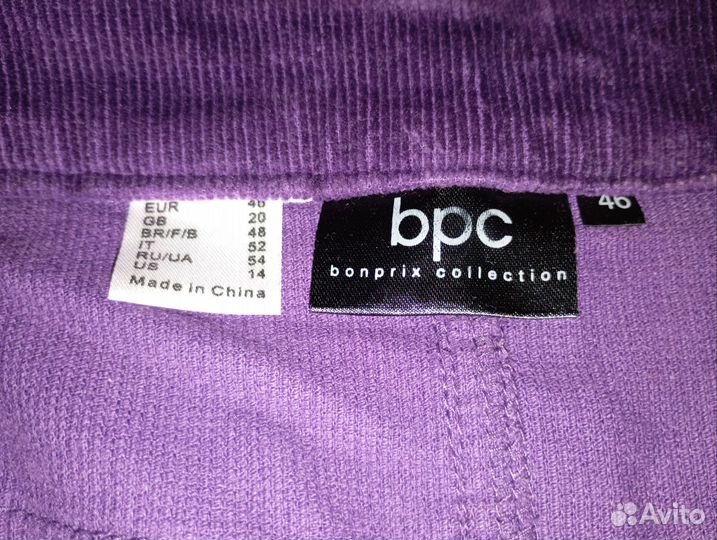 EUR 46
GB 20
BR/F/B 48
IT 52
RU/UA 54
US 14
Made in China
bpc
bonprix collection
46
Avito